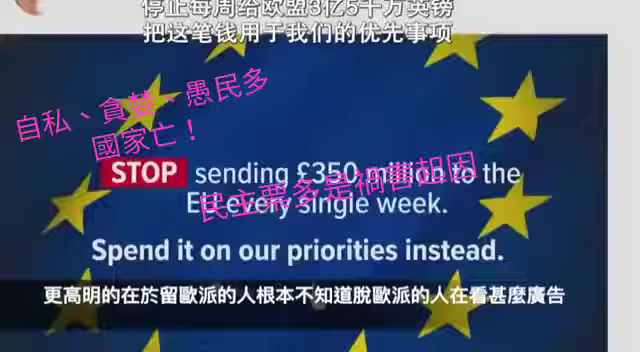 停止每周给欧盟3亿5千万英镑
把这笔钱用于我们的优先事项
自私、貪婪、愚民多
國家亡！
STOP sending £350 million to the
EU every single week.
民主票多是禍害起因
Spend it on our priorities instead.
更高明的在於留歐派的人根本不知道脫歐派的人在看甚麼廣告